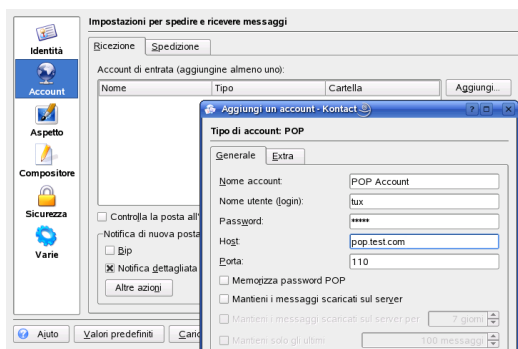 Impostazioni per spedire e ricevere messaggi
Identità
Account
Aspetto
Compositore
Sicurezza
Varie
Ricezione Spedizione
Account di entrata (aggiungine almeno uno):
Nome Tipo Cartella
Aggiungi...
Controlla la posta all'
Notifica di nuova posta
Bip
Notifica dettagliata
Altre azioni
Aiuto Valori predefiniti Caric
Aggiungi un account - Kontact
Tipo di account: POP
Generale Extra
Nome account: POP Account
Nome utente (login): tux
Password: *****
Host: pop.test.com
Porta: 110
Memorizza password POP
Mantieni i messaggi scaricati sul server
Mantieni i messaggi scaricati sul server per 7 giorni
Mantieni solo gli ultimi 100 messaggi